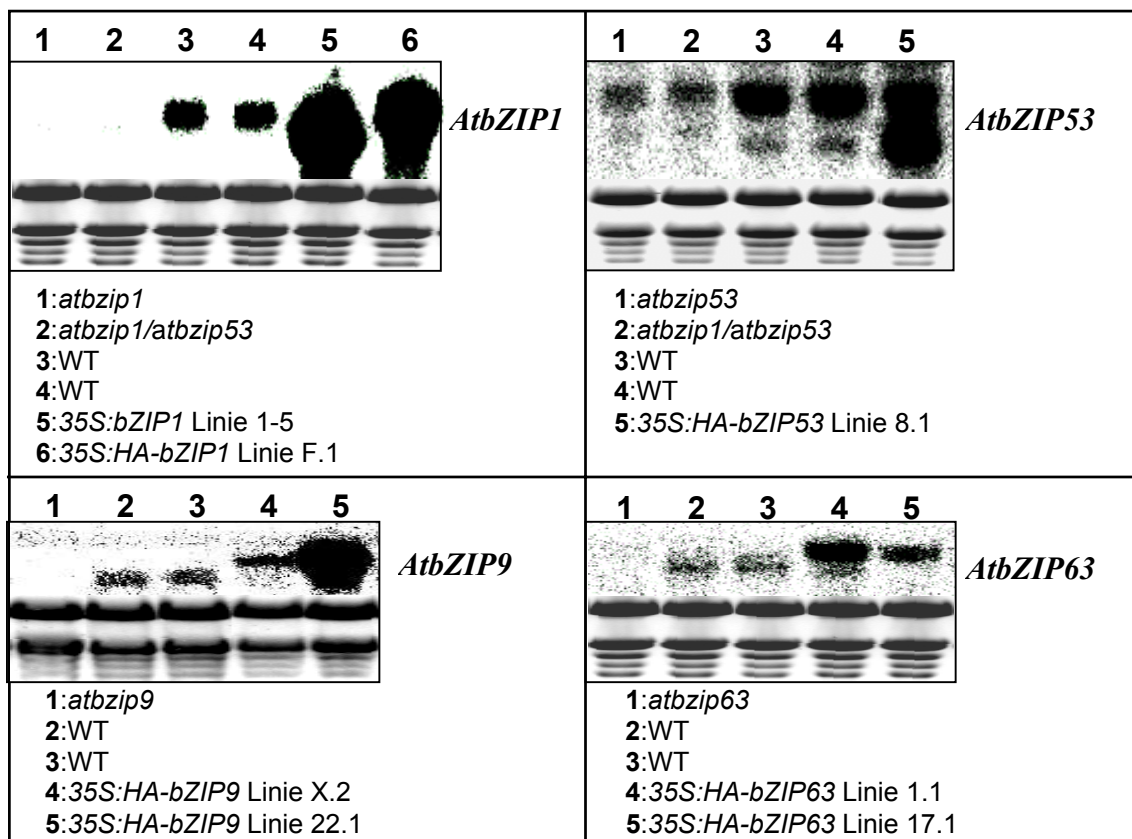 1 2 3 4 5 6
AtbZIP1
1:atbzip1
2:atbzip1/atbzip53
3:WT
4:WT
5:35S:bZIP1 Linie 1-5
6:35S:HA-bZIP1 Linie F.1
1 2 3 4 5
AtbZIP53
1:atbzip53
2:atbzip1/atbzip53
3:WT
4:WT
5:35S:HA-bZIP53 Linie 8.1
1 2 3 4 5
AtbZIP9
1:atbzip9
2:WT
3:WT
4:35S:HA-bZIP9 Linie X.2
5:35S:HA-bZIP9 Linie 22.1
1 2 3 4 5
AtbZIP63
1:atbzip63
2:WT
3:WT
4:35S:HA-bZIP63 Linie 1.1
5:35S:HA-bZIP63 Linie 17.1